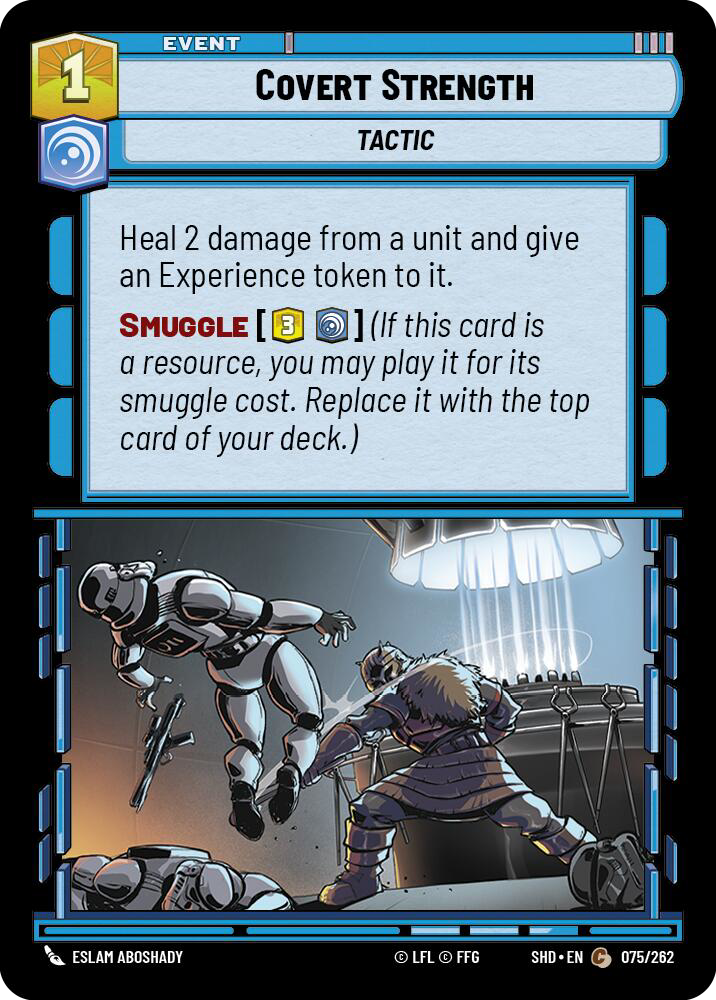 EVENT
1
COVERT STRENGTH
TACTIC
Heal 2 damage from a unit and give
an Experience token to it.
SMUGGLE [3 ] (If this card is
a resource, you may play it for its
smuggle cost. Replace it with the top
card of your deck.)
ESLAM ABOSHADY
© LFL © FFG
SHD • EN C 075/262